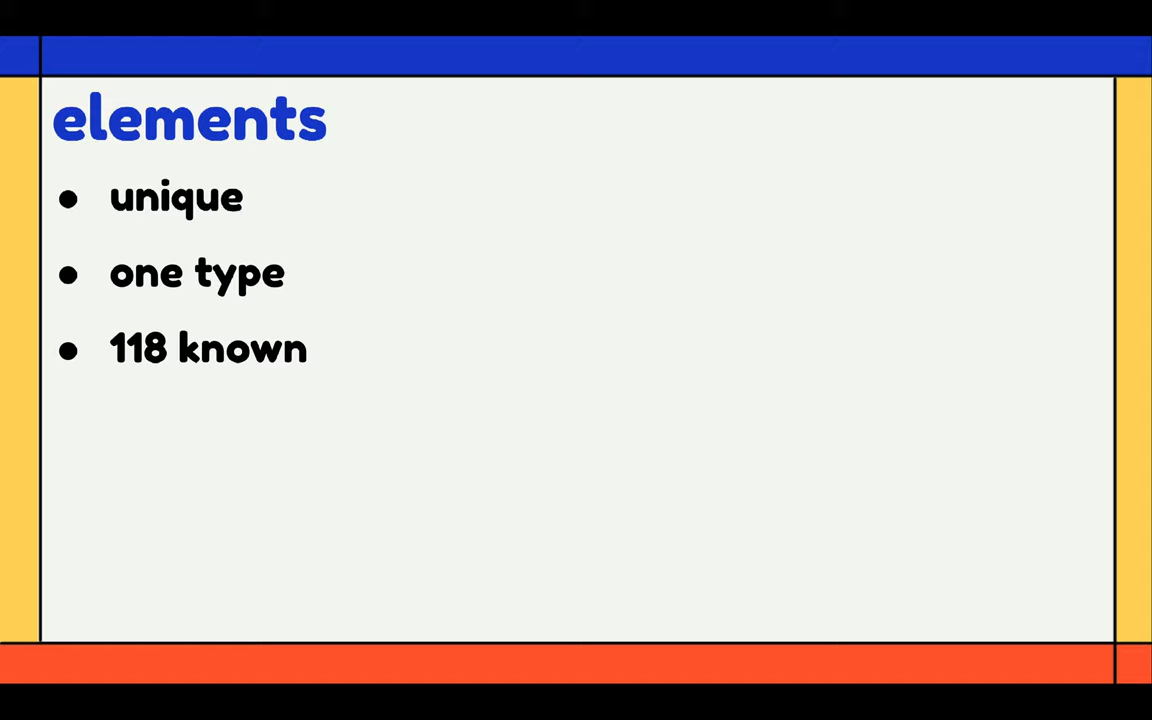 elements
• unique
• one type
• 118 known